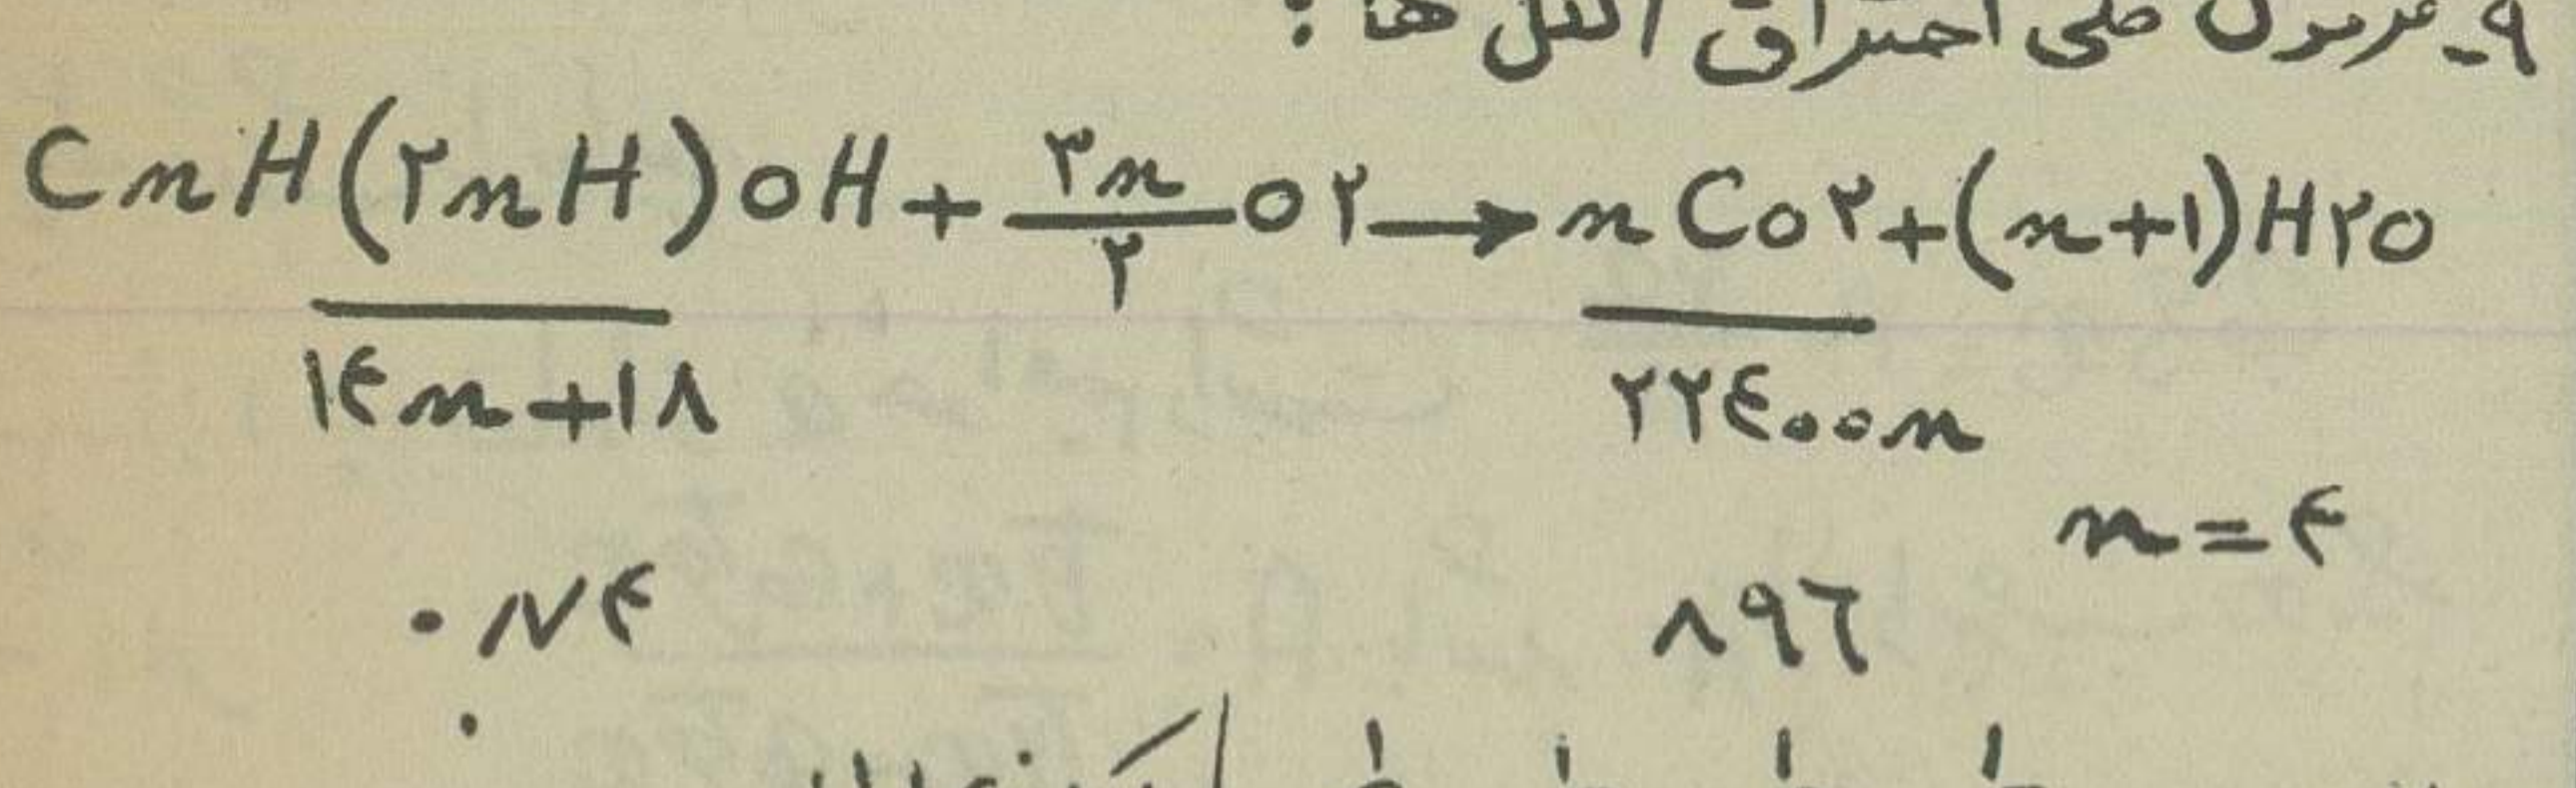 ۹- فرمول کلی احتراق الکل ها :
CnH(۲nH)OH + ۳n/۲ O۲ → nCO۲ + (n+۱)H۲O
۱۴n+۱۸ ۲۲۴۰۰n
n=۴
۰/۷۴ ۸۹۶